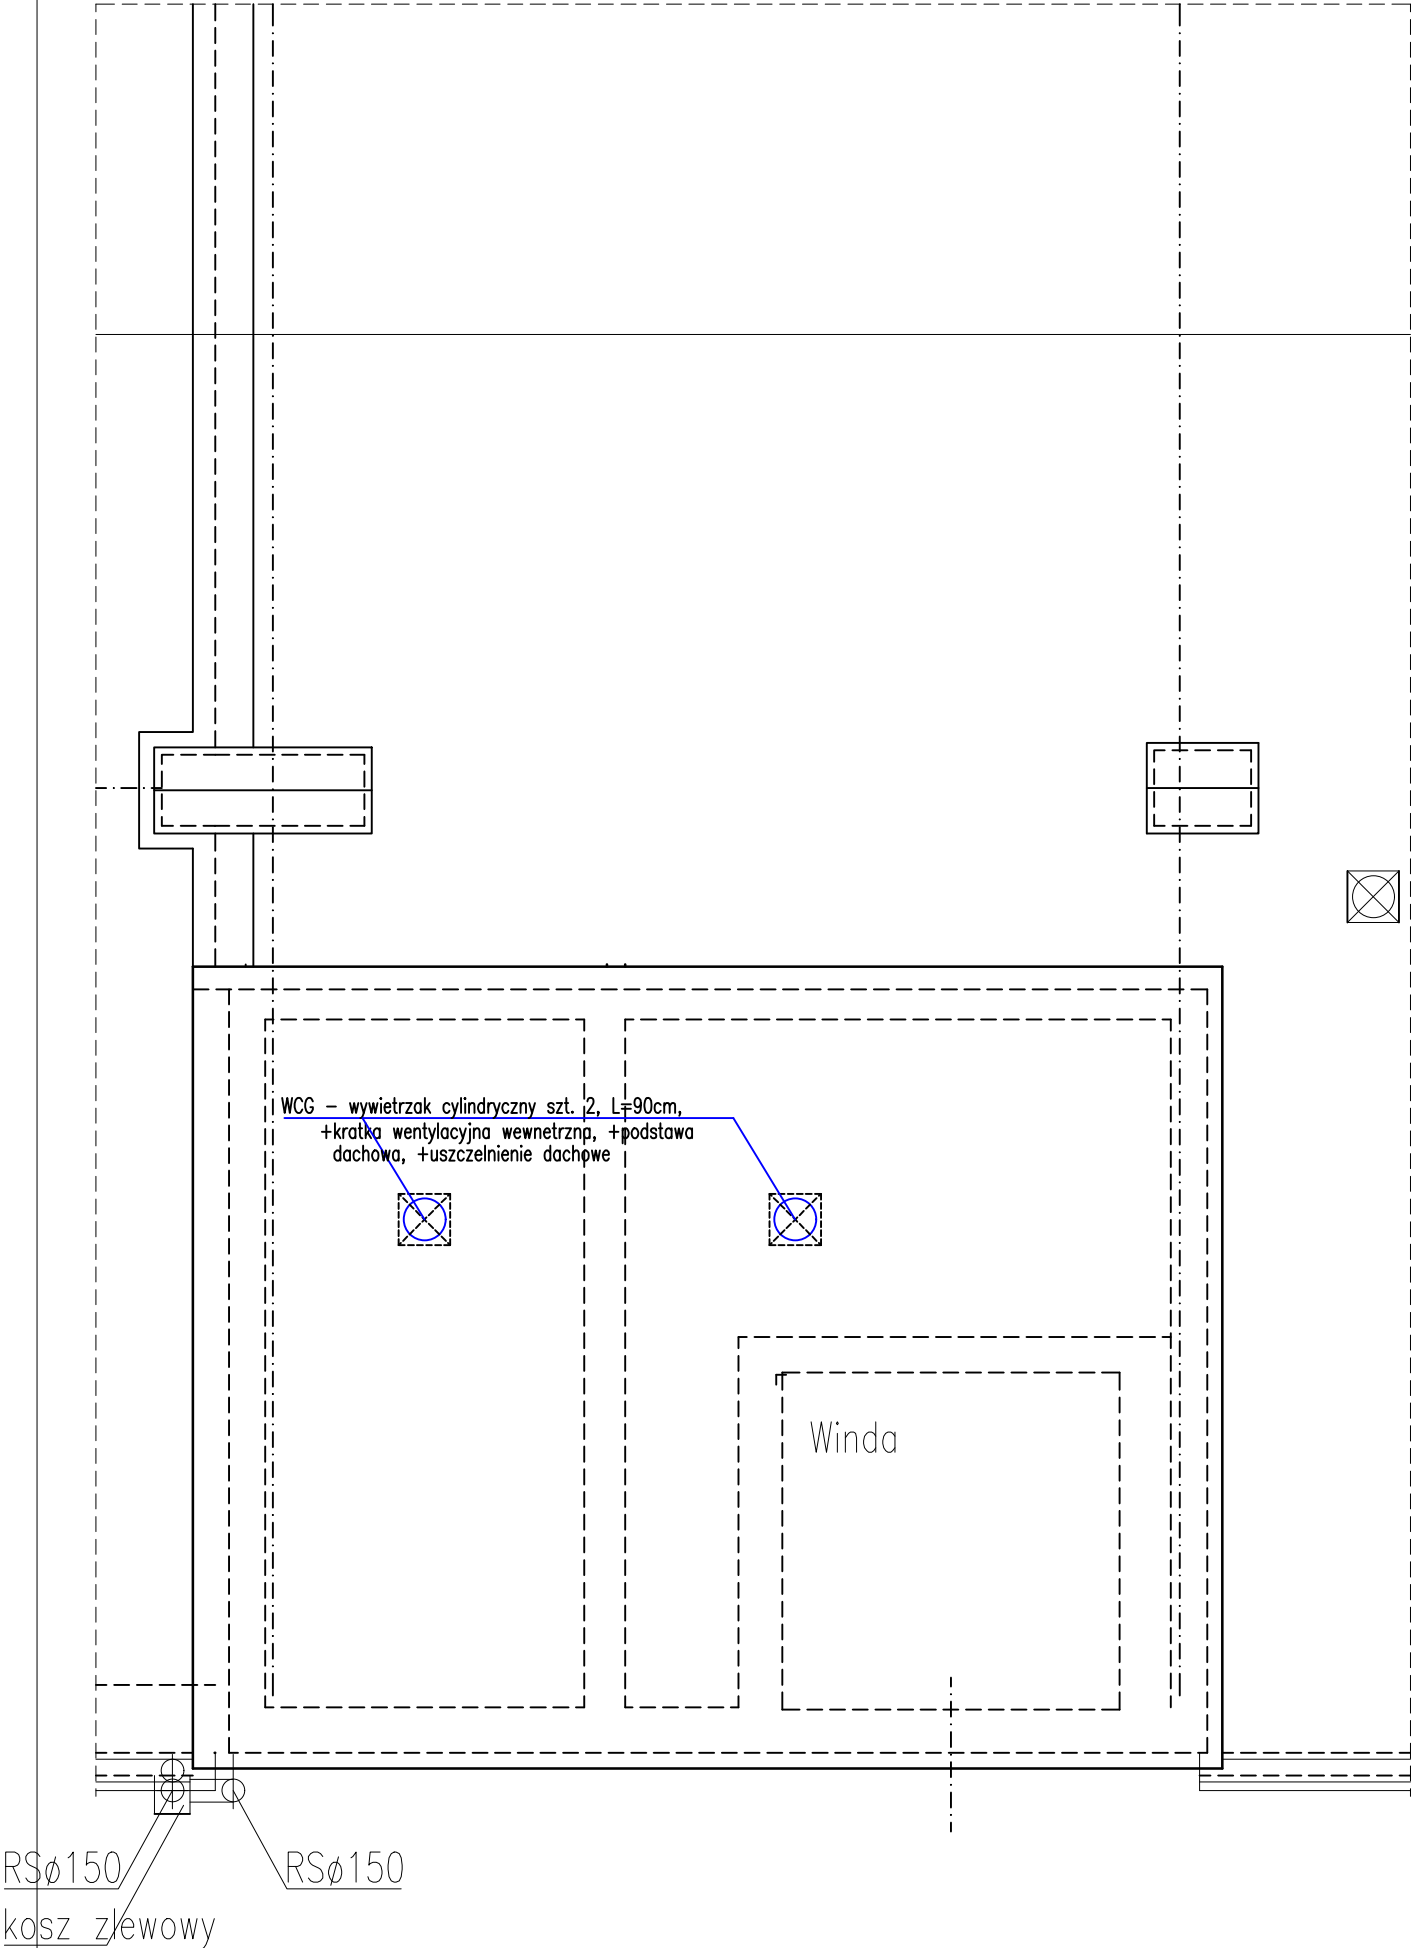 WCG – wywietrzak cylindryczny szt. 2, L=90cm,
+kratka wentylacyjna wewnetrzna, +podstawa
dachowa, +uszczelnienie dachowe
Winda
RSø150
RSø150
kosz zlewowy